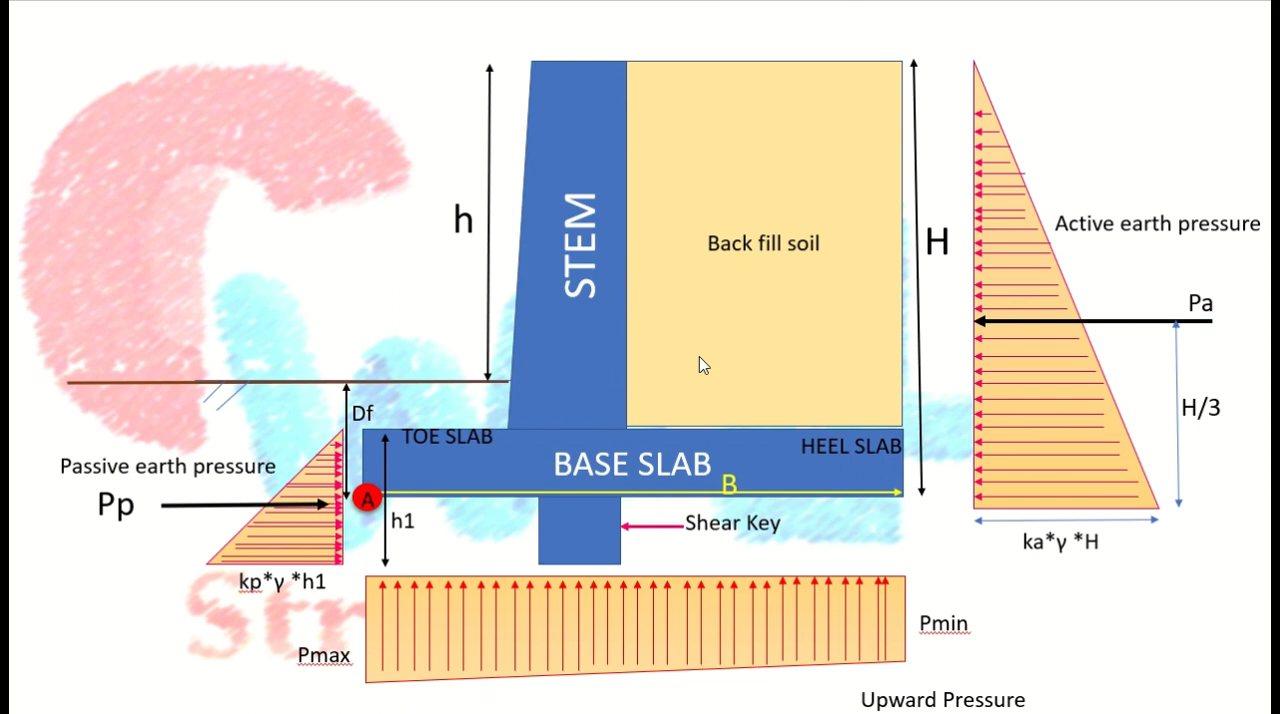 h
STEM
Back fill soil
H
Active earth pressure
Pa
H/3
Df
TOE SLAB
HEEL SLAB
BASE SLAB
B
Passive earth pressure
Pp
A
h1
Shear Key
ka*γ *H
kp*γ *h1
Pmin
Pmax
Upward Pressure